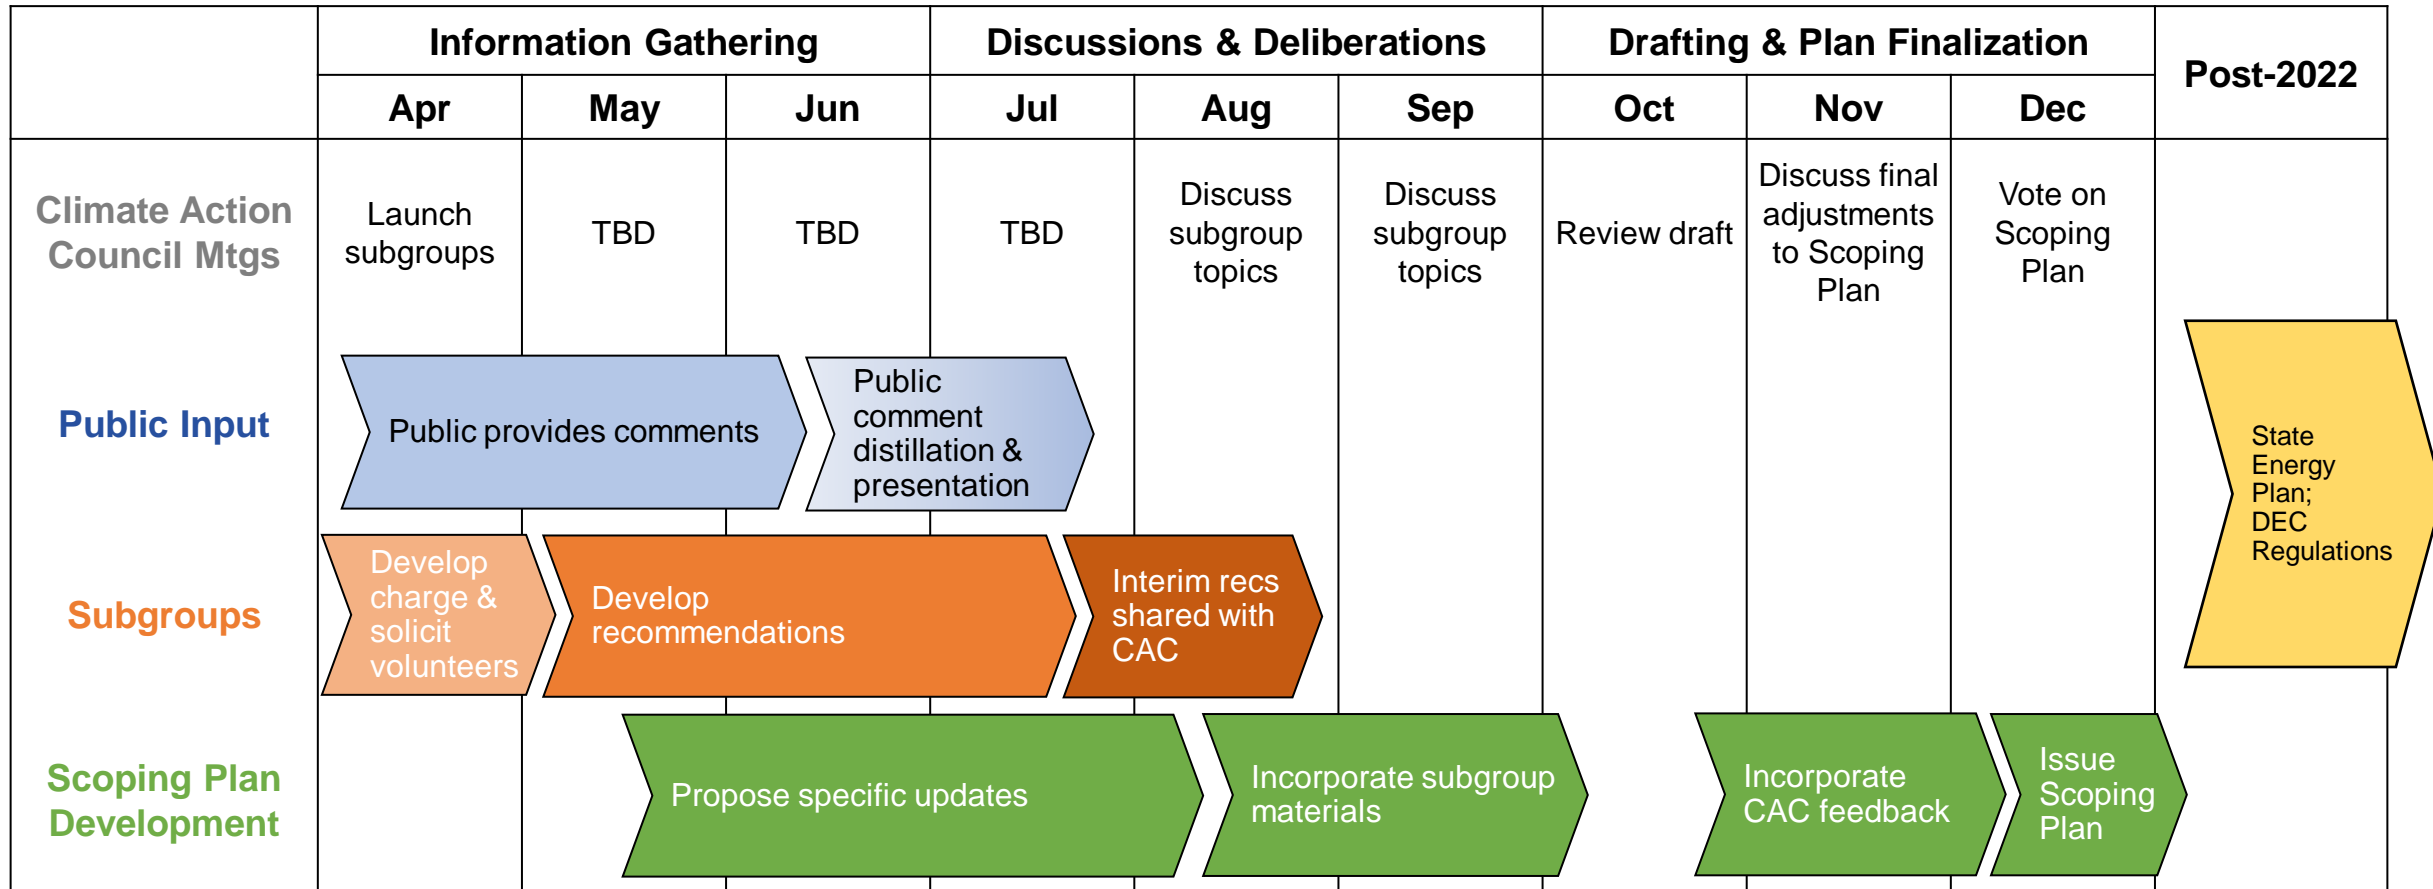 Information Gathering
Discussions & Deliberations
Drafting & Plan Finalization
Post-2022
Apr
May
Jun
Jul
Aug
Sep
Oct
Nov
Dec
Climate Action
Council Mtgs
Launch
subgroups
TBD
TBD
TBD
Discuss
subgroup
topics
Discuss
subgroup
topics
Review draft
Discuss final
adjustments
to Scoping
Plan
Vote on
Scoping
Plan
Public Input
Public provides comments
Public
comment
distillation &
presentation
State
Energy
Plan;
DEC
Regulations
Subgroups
Develop
charge &
solicit
volunteers
Develop
recommendations
Interim recs
shared with
CAC
Scoping Plan
Development
Propose specific updates
Incorporate subgroup
materials
Incorporate
CAC feedback
Issue
Scoping
Plan